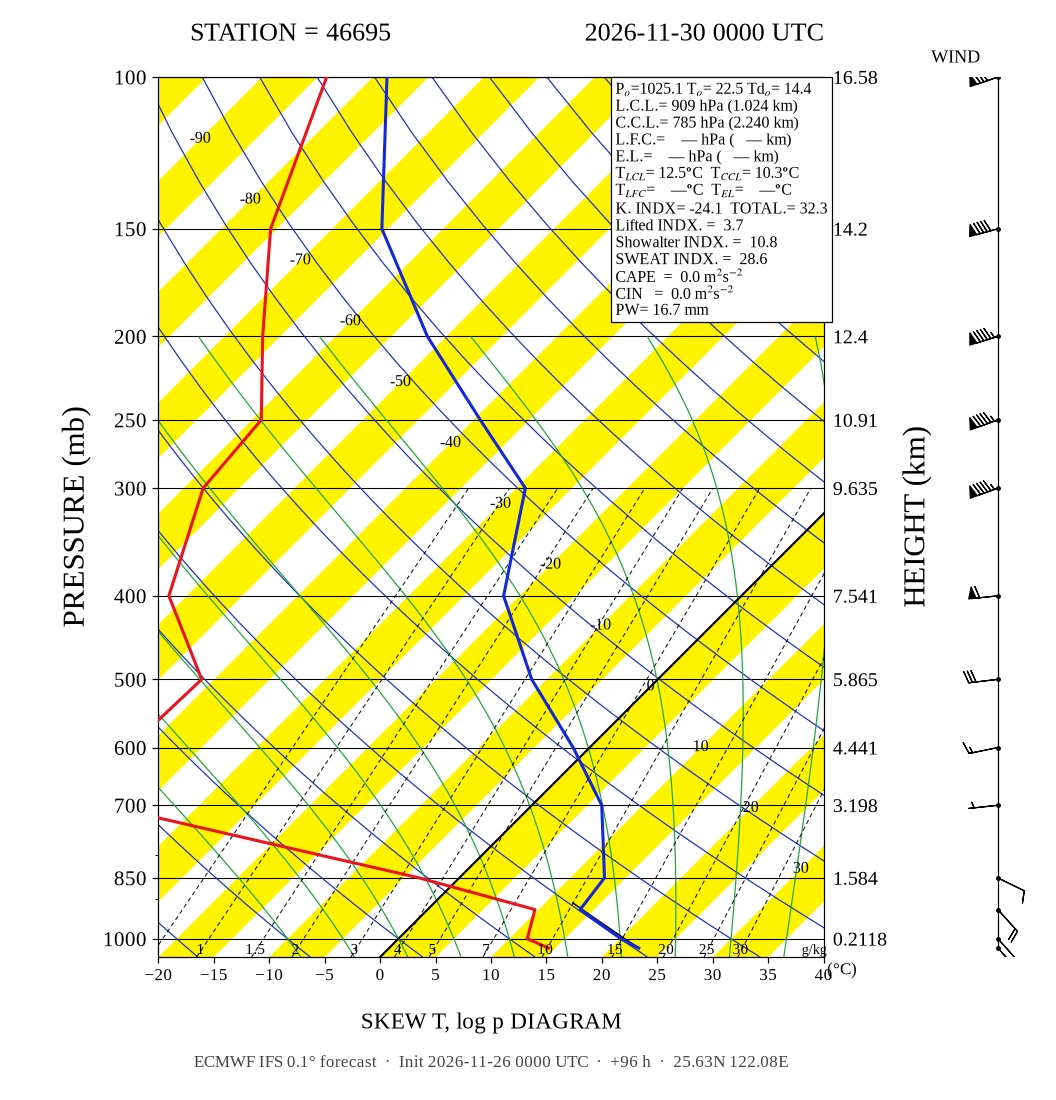 STATION = 46695
2026-11-30 0000 UTC
WIND
Pₒ=1025.1 Tₒ= 22.5 Tdₒ= 14.4
L.C.L.= 909 hPa (1.024 km)
C.C.L.= 785 hPa (2.240 km)
L.F.C.= — hPa ( — km)
E.L.= — hPa ( — km)
T_LCL= 12.5°C T_CCL= 10.3°C
T_LFC= —°C T_EL= —°C
K. INDX= -24.1 TOTAL.= 32.3
Lifted INDX. = 3.7
Showalter INDX. = 10.8
SWEAT INDX. = 28.6
CAPE = 0.0 m²s⁻²
CIN = 0.0 m²s⁻²
PW= 16.7 mm
100
150
200
250
300
400
500
600
700
850
1000
PRESSURE (mb)
-90
-80
-70
-60
-50
-40
-30
-20
-10
0
10
20
30
16.58
14.2
12.4
10.91
9.635
7.541
5.865
4.441
3.198
1.584
0.2118
HEIGHT (km)
1 1.5 2 3 4 5 7 10 15 20 25 30 g/kg
−20 −15 −10 −5 0 5 10 15 20 25 30 35 40 (°C)
SKEW T, log p DIAGRAM
ECMWF IFS 0.1° forecast · Init 2026-11-26 0000 UTC · +96 h · 25.63N 122.08E